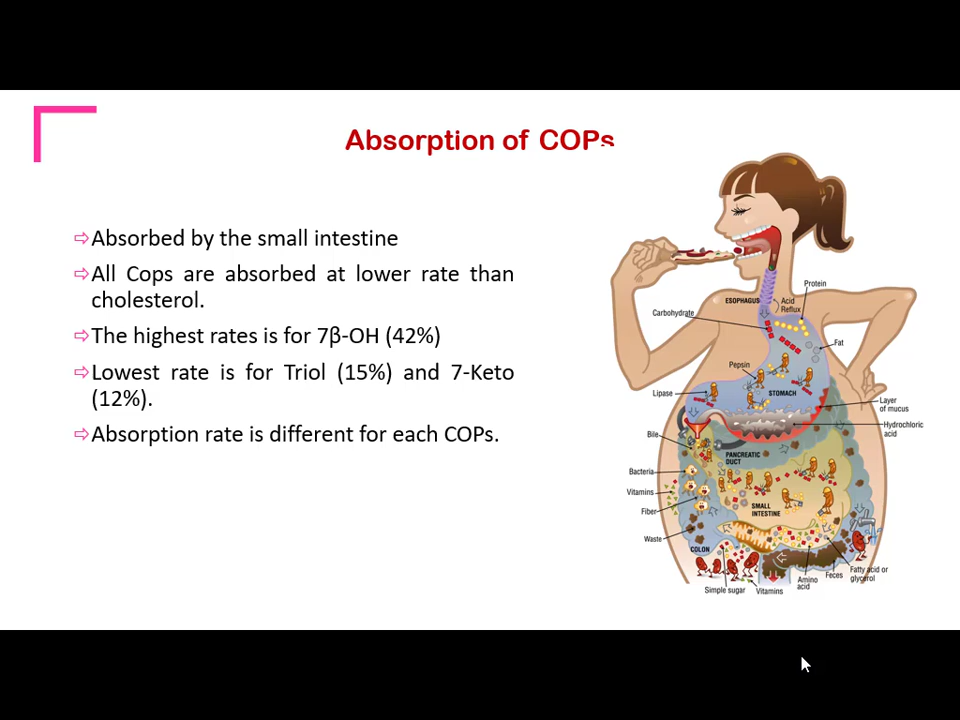 Absorption of COPs
⇨Absorbed by the small intestine
⇨All Cops are absorbed at lower rate than
cholesterol.
⇨The highest rates is for 7β-OH (42%)
⇨Lowest rate is for Triol (15%) and 7-Keto
(12%).
⇨Absorption rate is different for each COPs.
Protein
ESOPHAGUS
Acid
Reflux
Carbohydrate
Fat
Pepsin
Lipase
STOMACH
Layer
of mucus
Hydrochloric
acid
Bile
PANCREATIC
DUCT
Bacteria
Vitamins
SMALL
INTESTINE
Fiber
Waste
COLON
Fatty acid or
glycerol
Feces
Amino
acid
Simple sugar
Vitamins